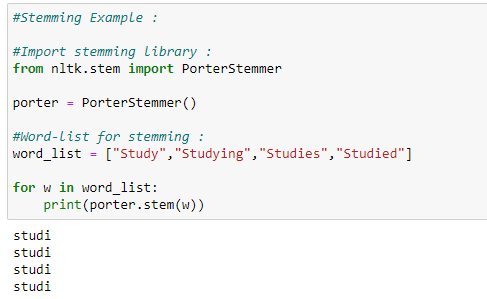 #Stemming Example :
#Import stemming library :
from nltk.stem import PorterStemmer
porter = PorterStemmer()
#Word-list for stemming :
word_list = ["Study","Studying","Studies","Studied"]
for w in word_list:
    print(porter.stem(w))
studi
studi
studi
studi